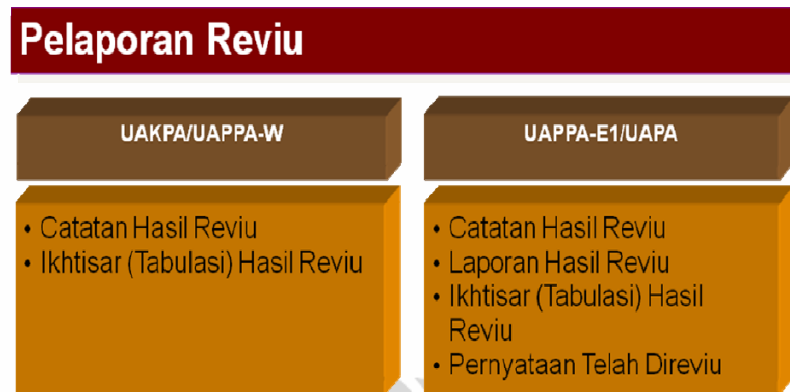 Pelaporan Reviu
UAKPA/UAPPA-W
• Catatan Hasil Reviu
• Ikhtisar (Tabulasi) Hasil Reviu
UAPPA-E1/UAPA
• Catatan Hasil Reviu
• Laporan Hasil Reviu
• Ikhtisar (Tabulasi) Hasil
Reviu
• Pernyataan Telah Direviu